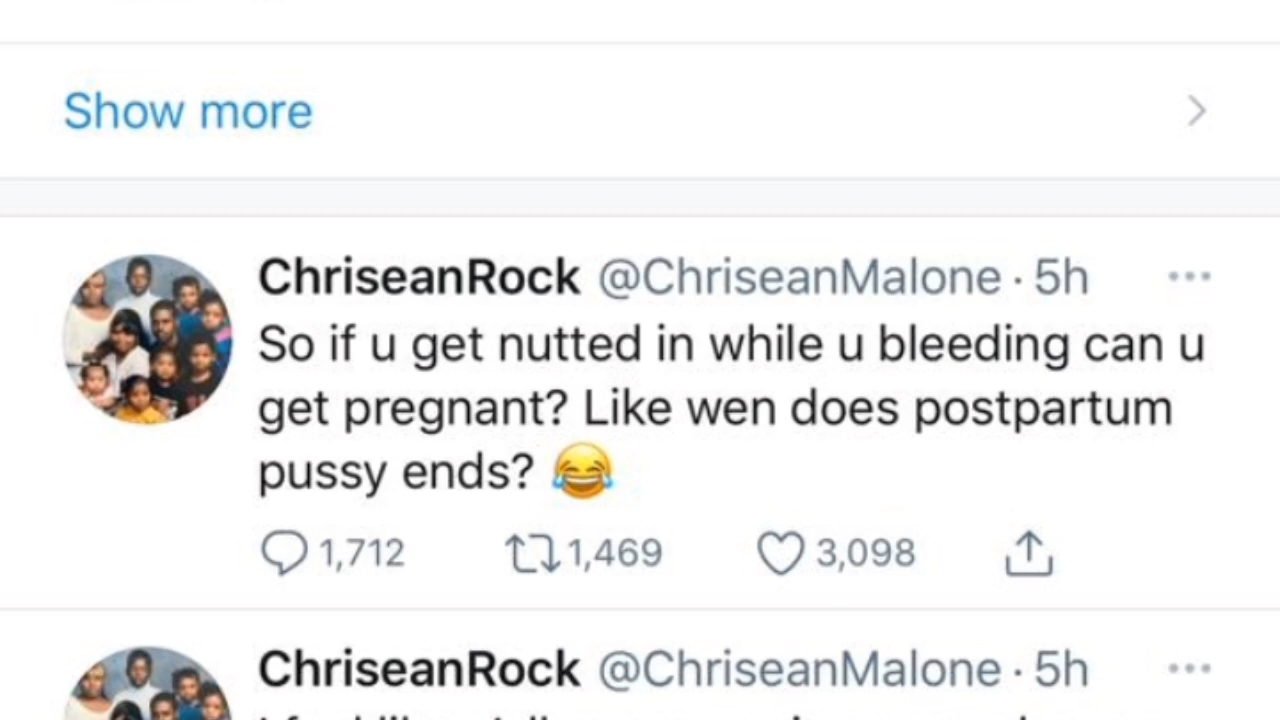 Show more
ChriseanRock @ChriseanMalone · 5h
So if u get nutted in while u bleeding can u
get pregnant? Like wen does postpartum
pussy ends? 😂
1,712 1,469 3,098
ChriseanRock @ChriseanMalone · 5h